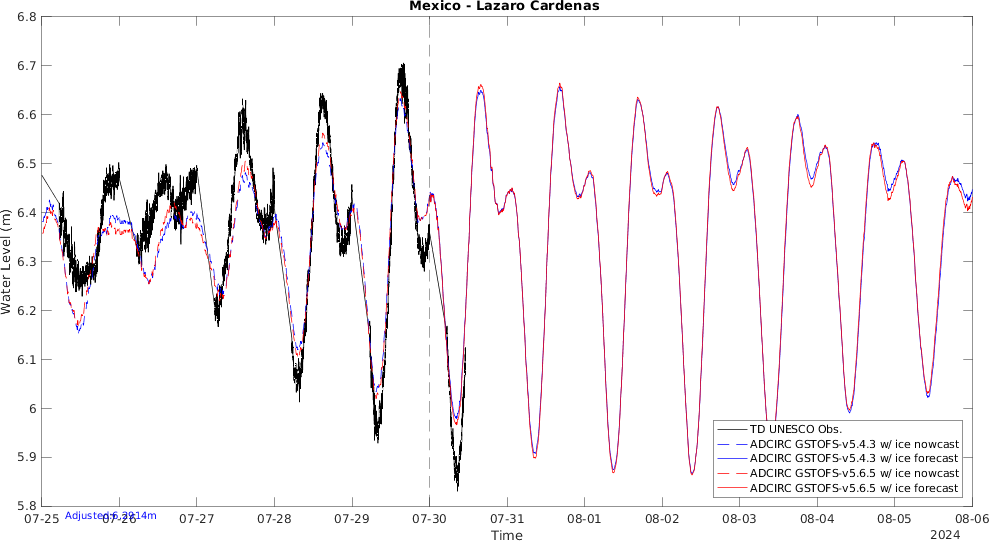 Mexico - Lazaro Cardenas
Water Level (m)
6.8
6.7
6.6
6.5
6.4
6.3
6.2
6.1
6
5.9
5.8
TD UNESCO Obs.
ADCIRC GSTOFS-v5.4.3 w/ ice nowcast
ADCIRC GSTOFS-v5.4.3 w/ ice forecast
ADCIRC GSTOFS-v5.6.5 w/ ice nowcast
ADCIRC GSTOFS-v5.6.5 w/ ice forecast
07-25 07-26 07-27 07-28 07-29 07-30 07-31 08-01 08-02 08-03 08-04 08-05 08-06
Adjusted 6.2914m
Time
2024